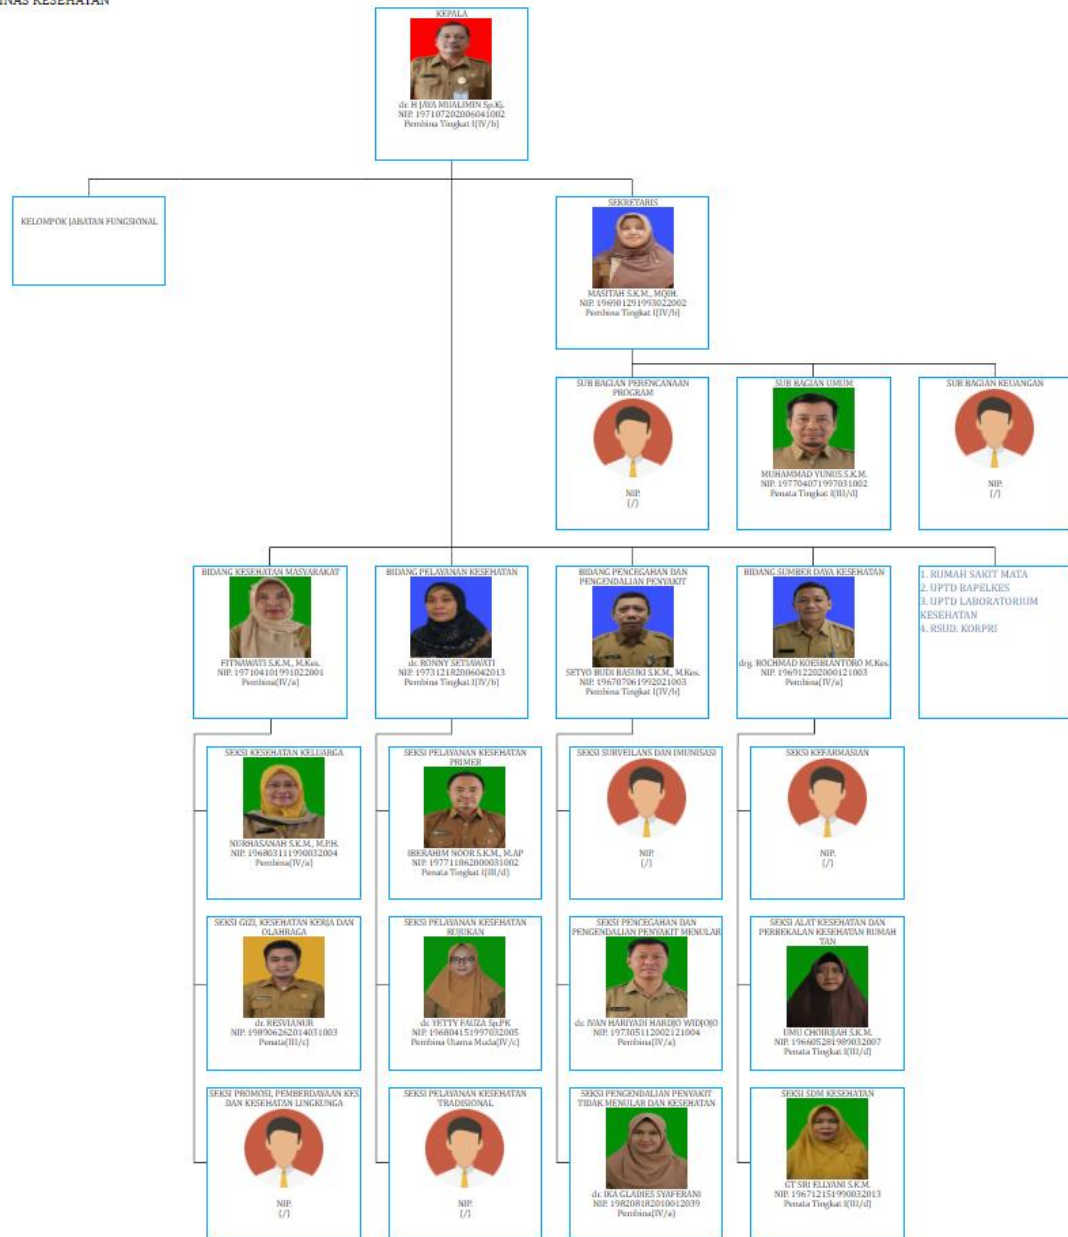 DINAS KESEHATAN
KEPALA
dr. H JAYA MUALIMIN Sp.Kj.
NIP. 197107202006041002
Pembina Tingkat I(IV/b)
KELOMPOK JABATAN FUNGSIONAL
SEKRETARIS
MASITAH S.K.M., MQIH.
NIP. 196901291993022002
Pembina Tingkat I(IV/b)
SUB BAGIAN PERENCANAAN
PROGRAM
NIP.
(/)
SUB BAGIAN UMUM
MUHAMMAD YUNUS S.K.M.
NIP. 197704071997031002
Penata Tingkat I(III/d)
SUB BAGIAN KEUANGAN
NIP.
(/)
BIDANG KESEHATAN MASYARAKAT
FITNAWATI S.K.M., M.Kes.
NIP. 197104101991022001
Pembina(IV/a)
BIDANG PELAYANAN KESEHATAN
dr. RONNY SETIAWATI
NIP. 197312182006042013
Pembina Tingkat I(IV/b)
BIDANG PENCEGAHAN DAN
PENGENDALIAN PENYAKIT
SETYO BUDI BASUKI S.K.M., M.Kes.
NIP. 196707061992021003
Pembina Tingkat I(IV/b)
BIDANG SUMBER DAYA KESEHATAN
drg. ROCHMAD KOESBIANTORO M.Kes.
NIP. 196912202000121003
Pembina(IV/a)
1. RUMAH SAKIT MATA
2. UPTD BAPELKES
3. UPTD LABORATORIUM
KESEHATAN
4. RSUD. KORPRI
SEKSI KESEHATAN KELUARGA
NURHASANAH S.K.M., M.P.H.
NIP. 196803111990032004
Pembina(IV/a)
SEKSI PELAYANAN KESEHATAN
PRIMER
IBERAHIM NOOR S.K.M., M.AP
NIP. 197711062000031002
Penata Tingkat I(III/d)
SEKSI SURVEILANS DAN IMUNISASI
NIP.
(/)
SEKSI KEFARMASIAN
NIP.
(/)
SEKSI GIZI, KESEHATAN KERJA DAN
OLAHRAGA
dr. RESVIANUR
NIP. 198906262014031003
Penata(III/c)
SEKSI PELAYANAN KESEHATAN
RUJUKAN
dr. YETTY FAUZA Sp.PK
NIP. 196804151997032005
Pembina Utama Muda(IV/c)
SEKSI PENCEGAHAN DAN
PENGENDALIAN PENYAKIT MENULAR
dr. IVAN HARIYADI HARDJO WIDJOJO
NIP. 197305112002121004
Pembina(IV/a)
SEKSI ALAT KESEHATAN DAN
PERBEKALAN KESEHATAN RUMAH
TAN
UMU CHOIRIJAH S.K.M.
NIP. 196605281989032007
Penata Tingkat I(III/d)
SEKSI PROMOSI, PEMBERDAYAAN KES
DAN KESEHATAN LINGKUNGA
NIP.
(/)
SEKSI PELAYANAN KESEHATAN
TRADISIONAL
NIP.
(/)
SEKSI PENGENDALIAN PENYAKIT
TIDAK MENULAR DAN KESEHATAN
dr. IKA GLADIES SYAFERANI
NIP. 198208182010012039
Pembina(IV/a)
SEKSI SDM KESEHATAN
GT SRI ELLYANI S.K.M.
NIP. 196712151990032013
Penata Tingkat I(III/d)